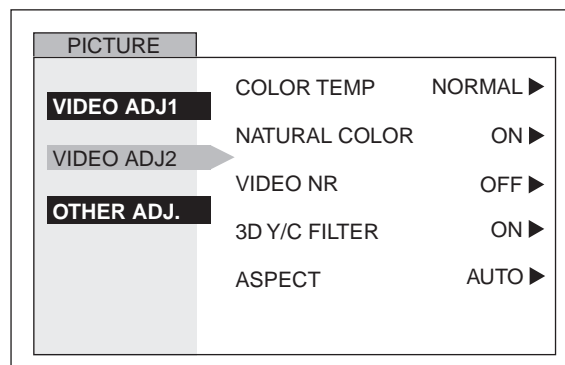 PICTURE
VIDEO ADJ1
VIDEO ADJ2
OTHER ADJ.
COLOR TEMP NORMAL
NATURAL COLOR ON
VIDEO NR OFF
3D Y/C FILTER ON
ASPECT AUTO